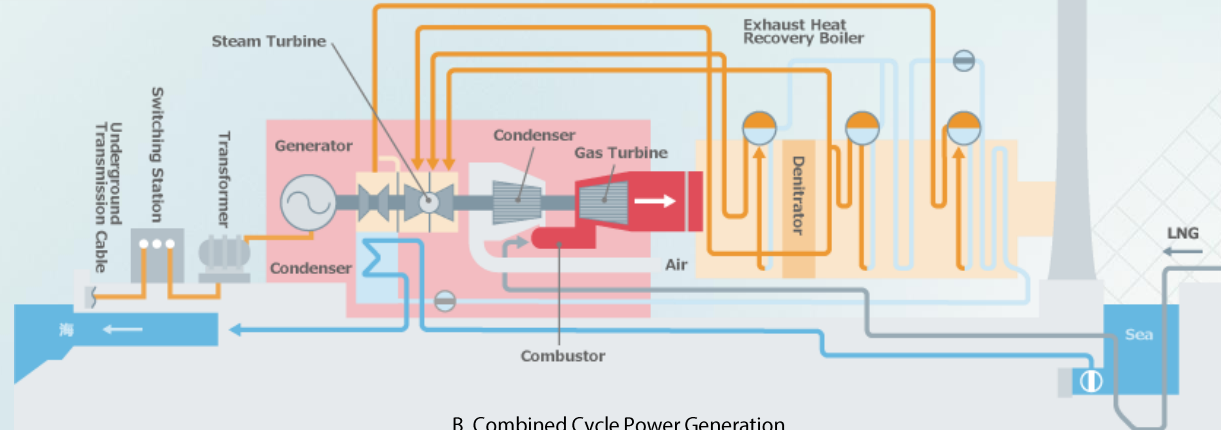 Exhaust Heat
Recovery Boiler
Steam Turbine
Underground
Transmission Cable
Switching Station
Transformer
Generator
Condenser
Gas Turbine
Denitrator
LNG
Condenser
Air
海
Sea
Combustor
B. Combined Cycle Power Generation